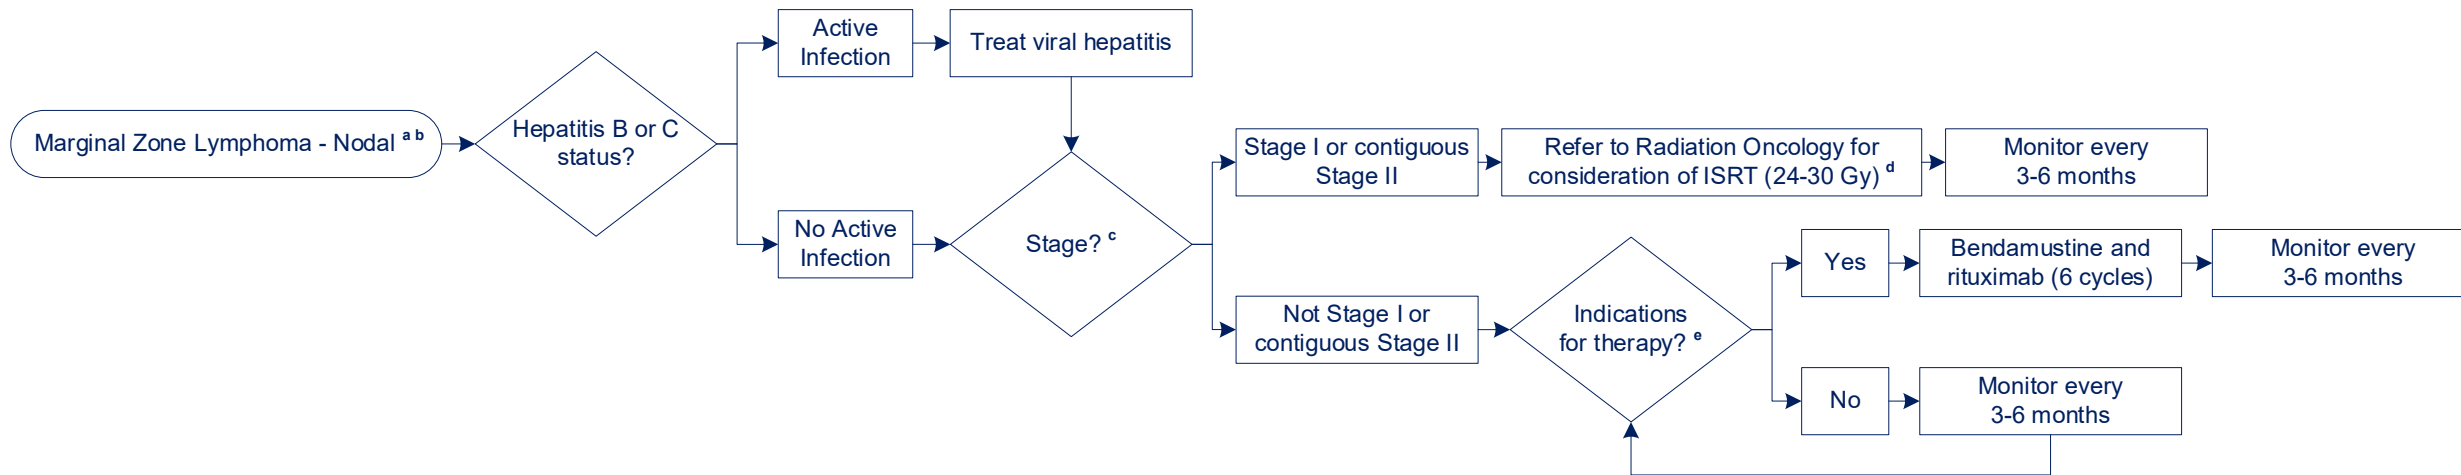 Marginal Zone Lymphoma - Nodal a b
Hepatitis B or C
status?
Active
Infection
Treat viral hepatitis
No Active
Infection
Stage? c
Stage I or contiguous
Stage II
Refer to Radiation Oncology for
consideration of ISRT (24-30 Gy) d
Monitor every
3-6 months
Not Stage I or
contiguous Stage II
Indications
for therapy? e
Yes
Bendamustine and
rituximab (6 cycles)
Monitor every
3-6 months
No
Monitor every
3-6 months